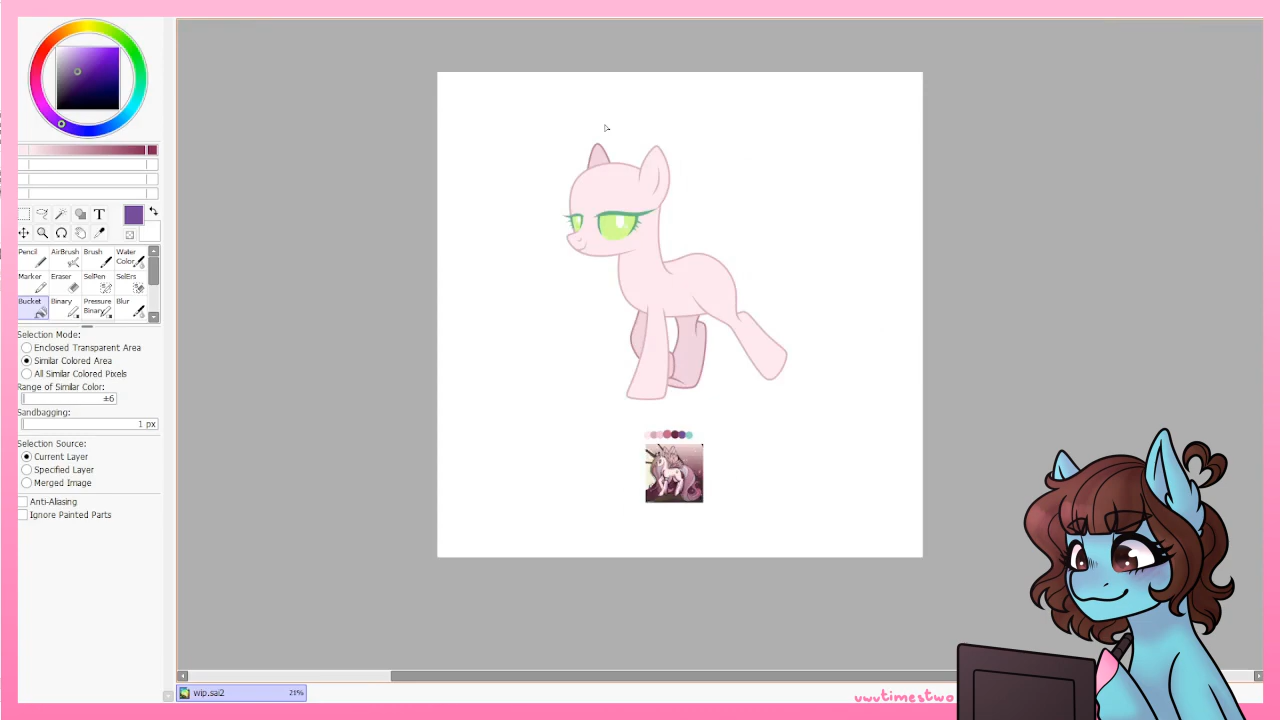 T
Pencil AirBrush Brush Water Color
Marker Eraser SelPen SelErs
Bucket Binary Pressure Binary Blur
Selection Mode:
Enclosed Transparent Area
Similar Colored Area
All Similar Colored Pixels
Range of Similar Color:
±6
Sandbagging:
1 px
Selection Source:
Current Layer
Specified Layer
Merged Image
Anti-Aliasing
Ignore Painted Parts
wip.sai2 21%
uwutimestwo